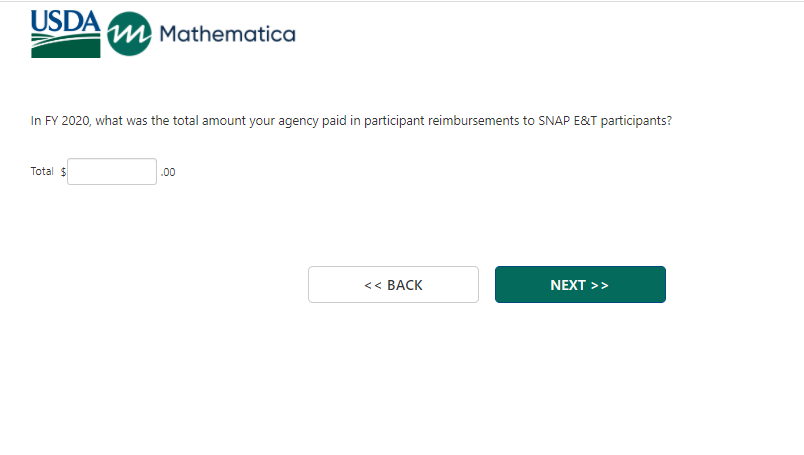 USDA
m Mathematica
In FY 2020, what was the total amount your agency paid in participant reimbursements to SNAP E&T participants?
Total $ .00
<< BACK
NEXT >>